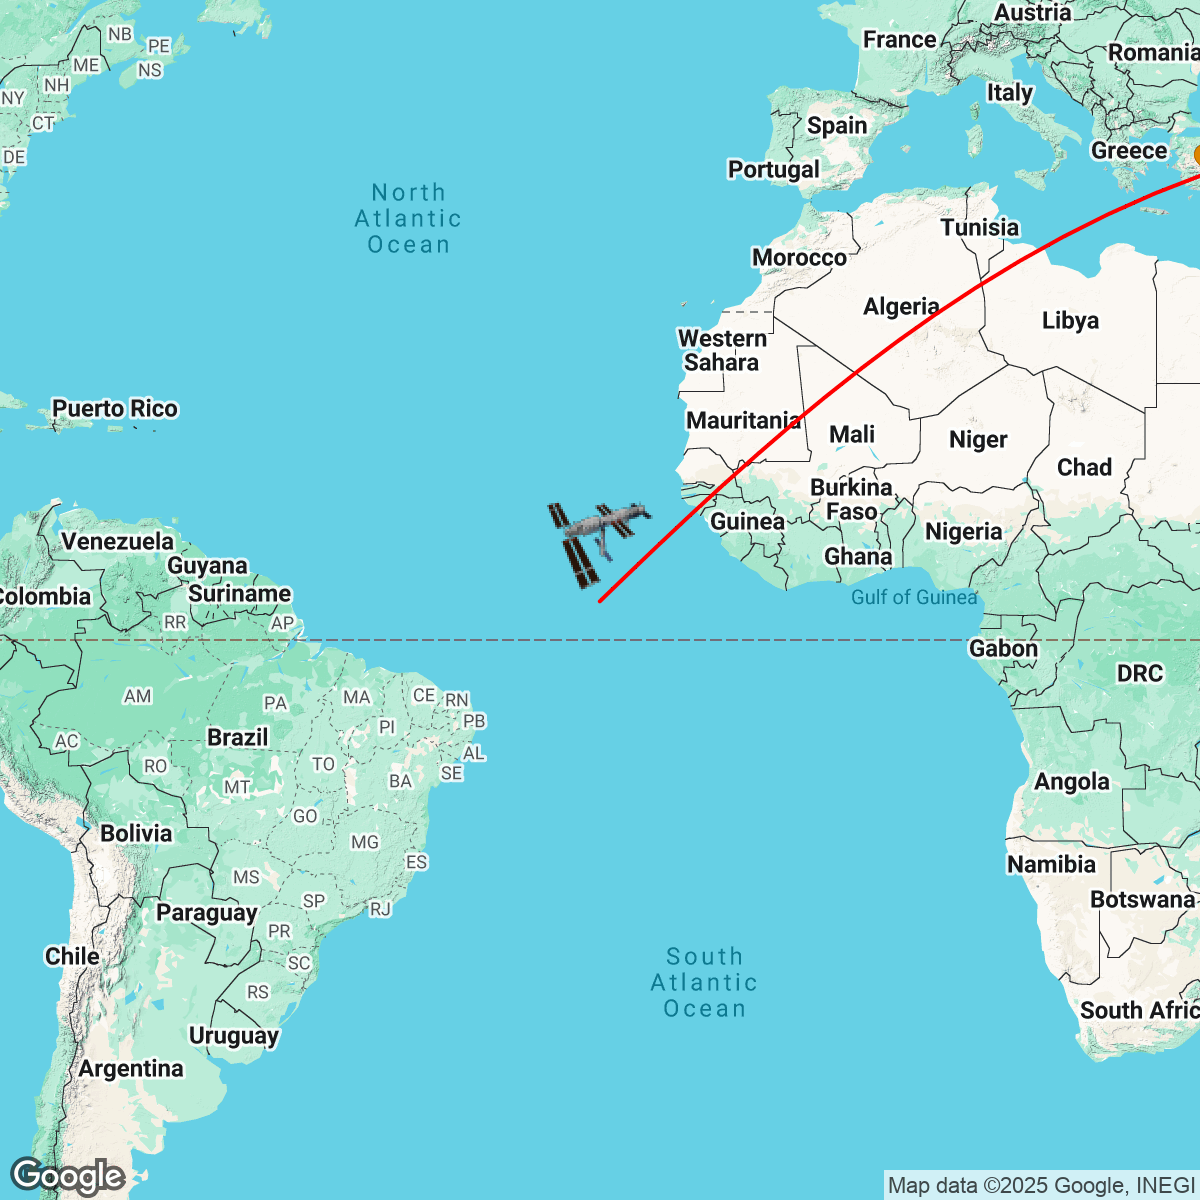 Austria
NB
France
PE
Romania
ME
NS
NH
Italy
NY
CT
Spain
Greece
DE
Portugal
North
Atlantic
Ocean
Tunisia
Morocco
Algeria
Libya
Western
Sahara
Puerto Rico
Mauritania
Mali
Niger
Chad
Burkina
Faso
Guinea
Nigeria
Venezuela
Ghana
Guyana
Suriname
Colombia
Gulf of Guinea
RR
AP
Gabon
DRC
AM
PA
MA
CE
RN
PB
PI
AC
Brazil
AL
RO
TO
SE
MT
BA
Angola
GO
Bolivia
MG
ES
Namibia
MS
SP
RJ
Botswana
Paraguay
PR
Chile
SC
South
Atlantic
Ocean
RS
South Afric
Uruguay
Argentina
Google
Map data ©2025 Google, INEGI